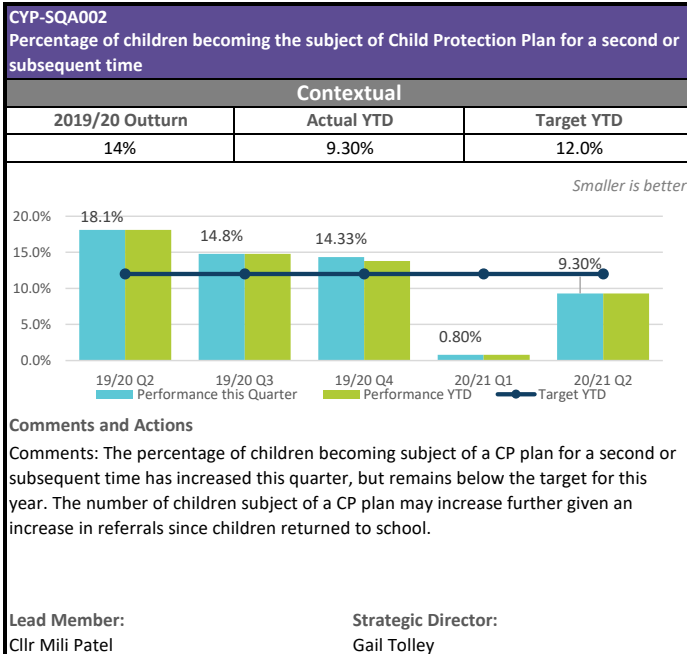 CYP-SQA002
Percentage of children becoming the subject of Child Protection Plan for a second or
subsequent time
Contextual
2019/20 Outturn Actual YTD Target YTD
14% 9.30% 12.0%
Smaller is better
20.0%
15.0%
10.0%
5.0%
0.0%
18.1%
14.8%
14.33%
0.80%
9.30%
19/20 Q2 19/20 Q3 19/20 Q4 20/21 Q1 20/21 Q2
Performance this Quarter Performance YTD Target YTD
Comments and Actions
Comments: The percentage of children becoming subject of a CP plan for a second or
subsequent time has increased this quarter, but remains below the target for this
year. The number of children subject of a CP plan may increase further given an
increase in referrals since children returned to school.
Lead Member: Strategic Director:
Cllr Mili Patel Gail Tolley